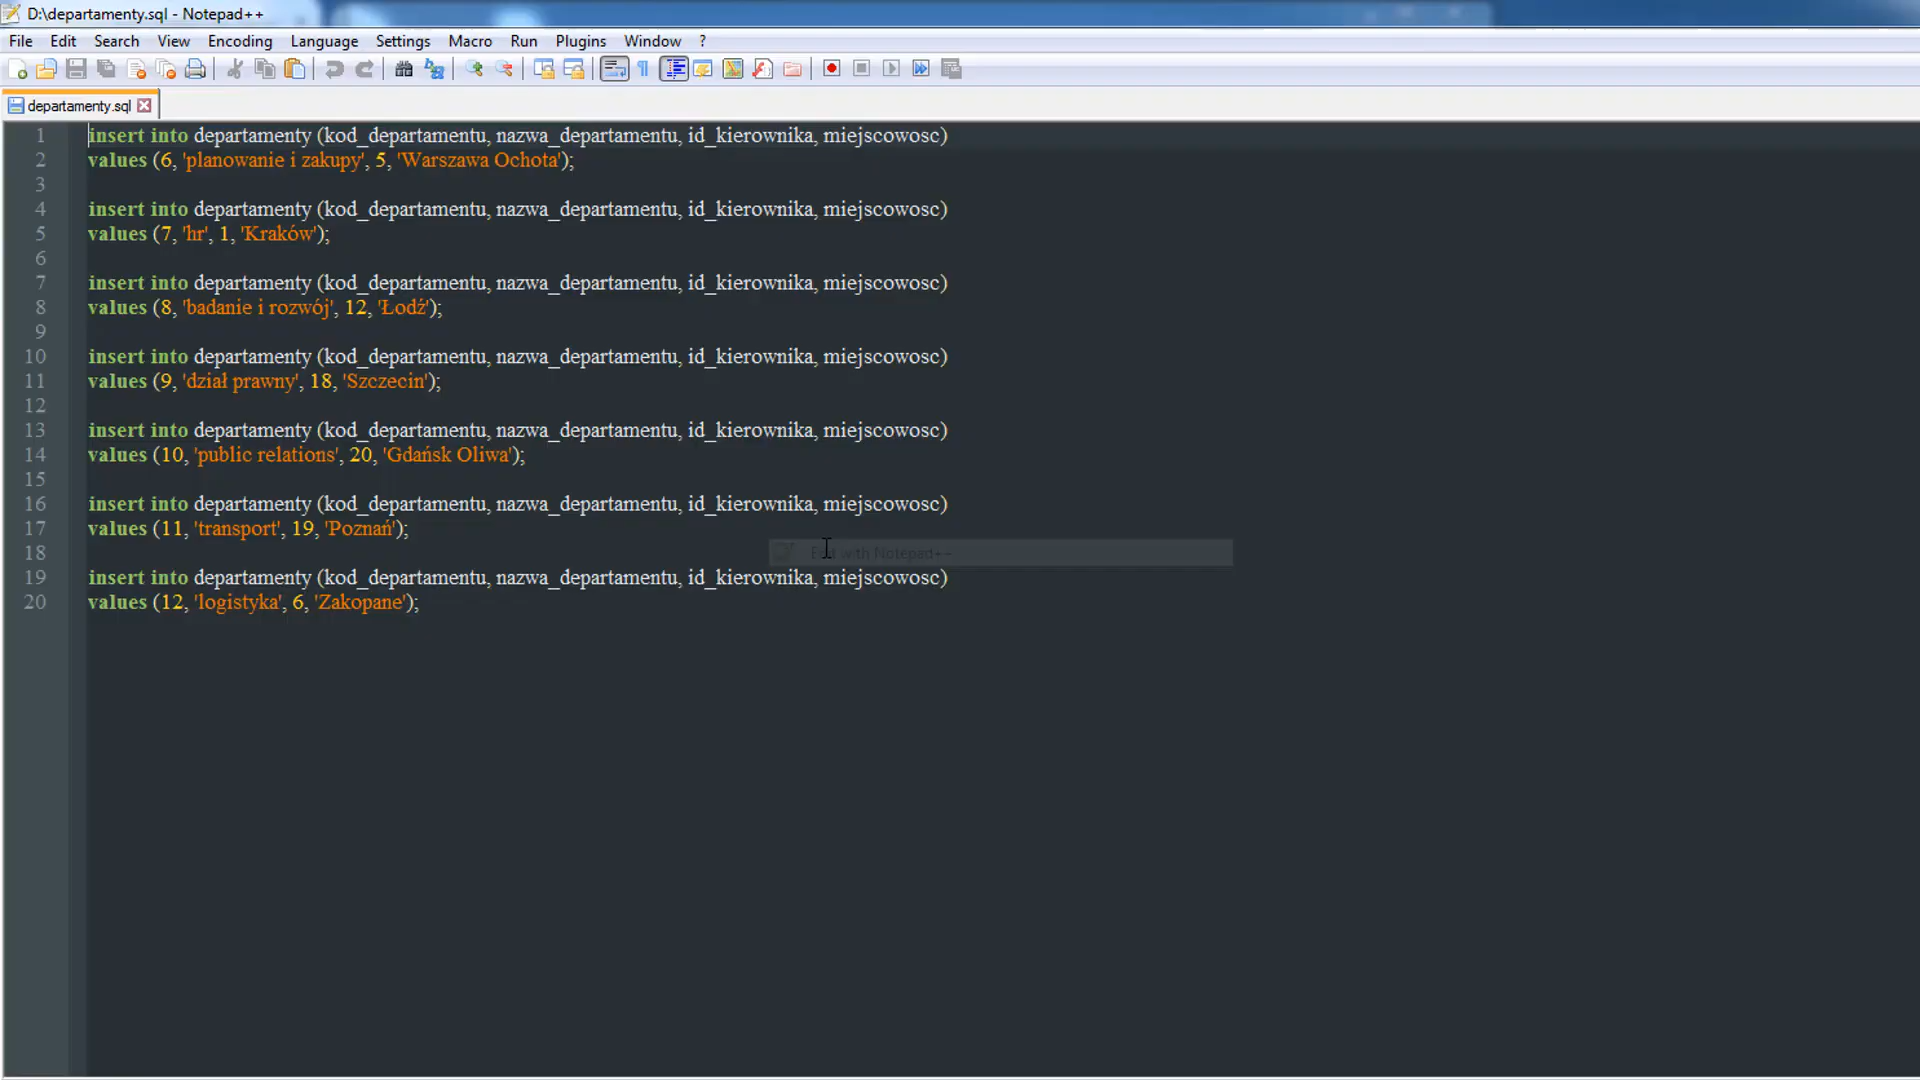 D:\departamenty.sql - Notepad++
File Edit Search View Encoding Language Settings Macro Run Plugins Window ?
departamenty.sql
1 insert into departamenty (kod_departamentu, nazwa_departamentu, id_kierownika, miejscowosc)
2 values (6, 'planowanie i zakupy', 5, 'Warszawa Ochota');
3
4 insert into departamenty (kod_departamentu, nazwa_departamentu, id_kierownika, miejscowosc)
5 values (7, 'hr', 1, 'Kraków');
6
7 insert into departamenty (kod_departamentu, nazwa_departamentu, id_kierownika, miejscowosc)
8 values (8, 'badanie i rozwój', 12, 'Łodź');
9
10 insert into departamenty (kod_departamentu, nazwa_departamentu, id_kierownika, miejscowosc)
11 values (9, 'dział prawny', 18, 'Szczecin');
12
13 insert into departamenty (kod_departamentu, nazwa_departamentu, id_kierownika, miejscowosc)
14 values (10, 'public relations', 20, 'Gdańsk Oliwa');
15
16 insert into departamenty (kod_departamentu, nazwa_departamentu, id_kierownika, miejscowosc)
17 values (11, 'transport', 19, 'Poznań');
18 with Notepad++
19 insert into departamenty (kod_departamentu, nazwa_departamentu, id_kierownika, miejscowosc)
20 values (12, 'logistyka', 6, 'Zakopane');